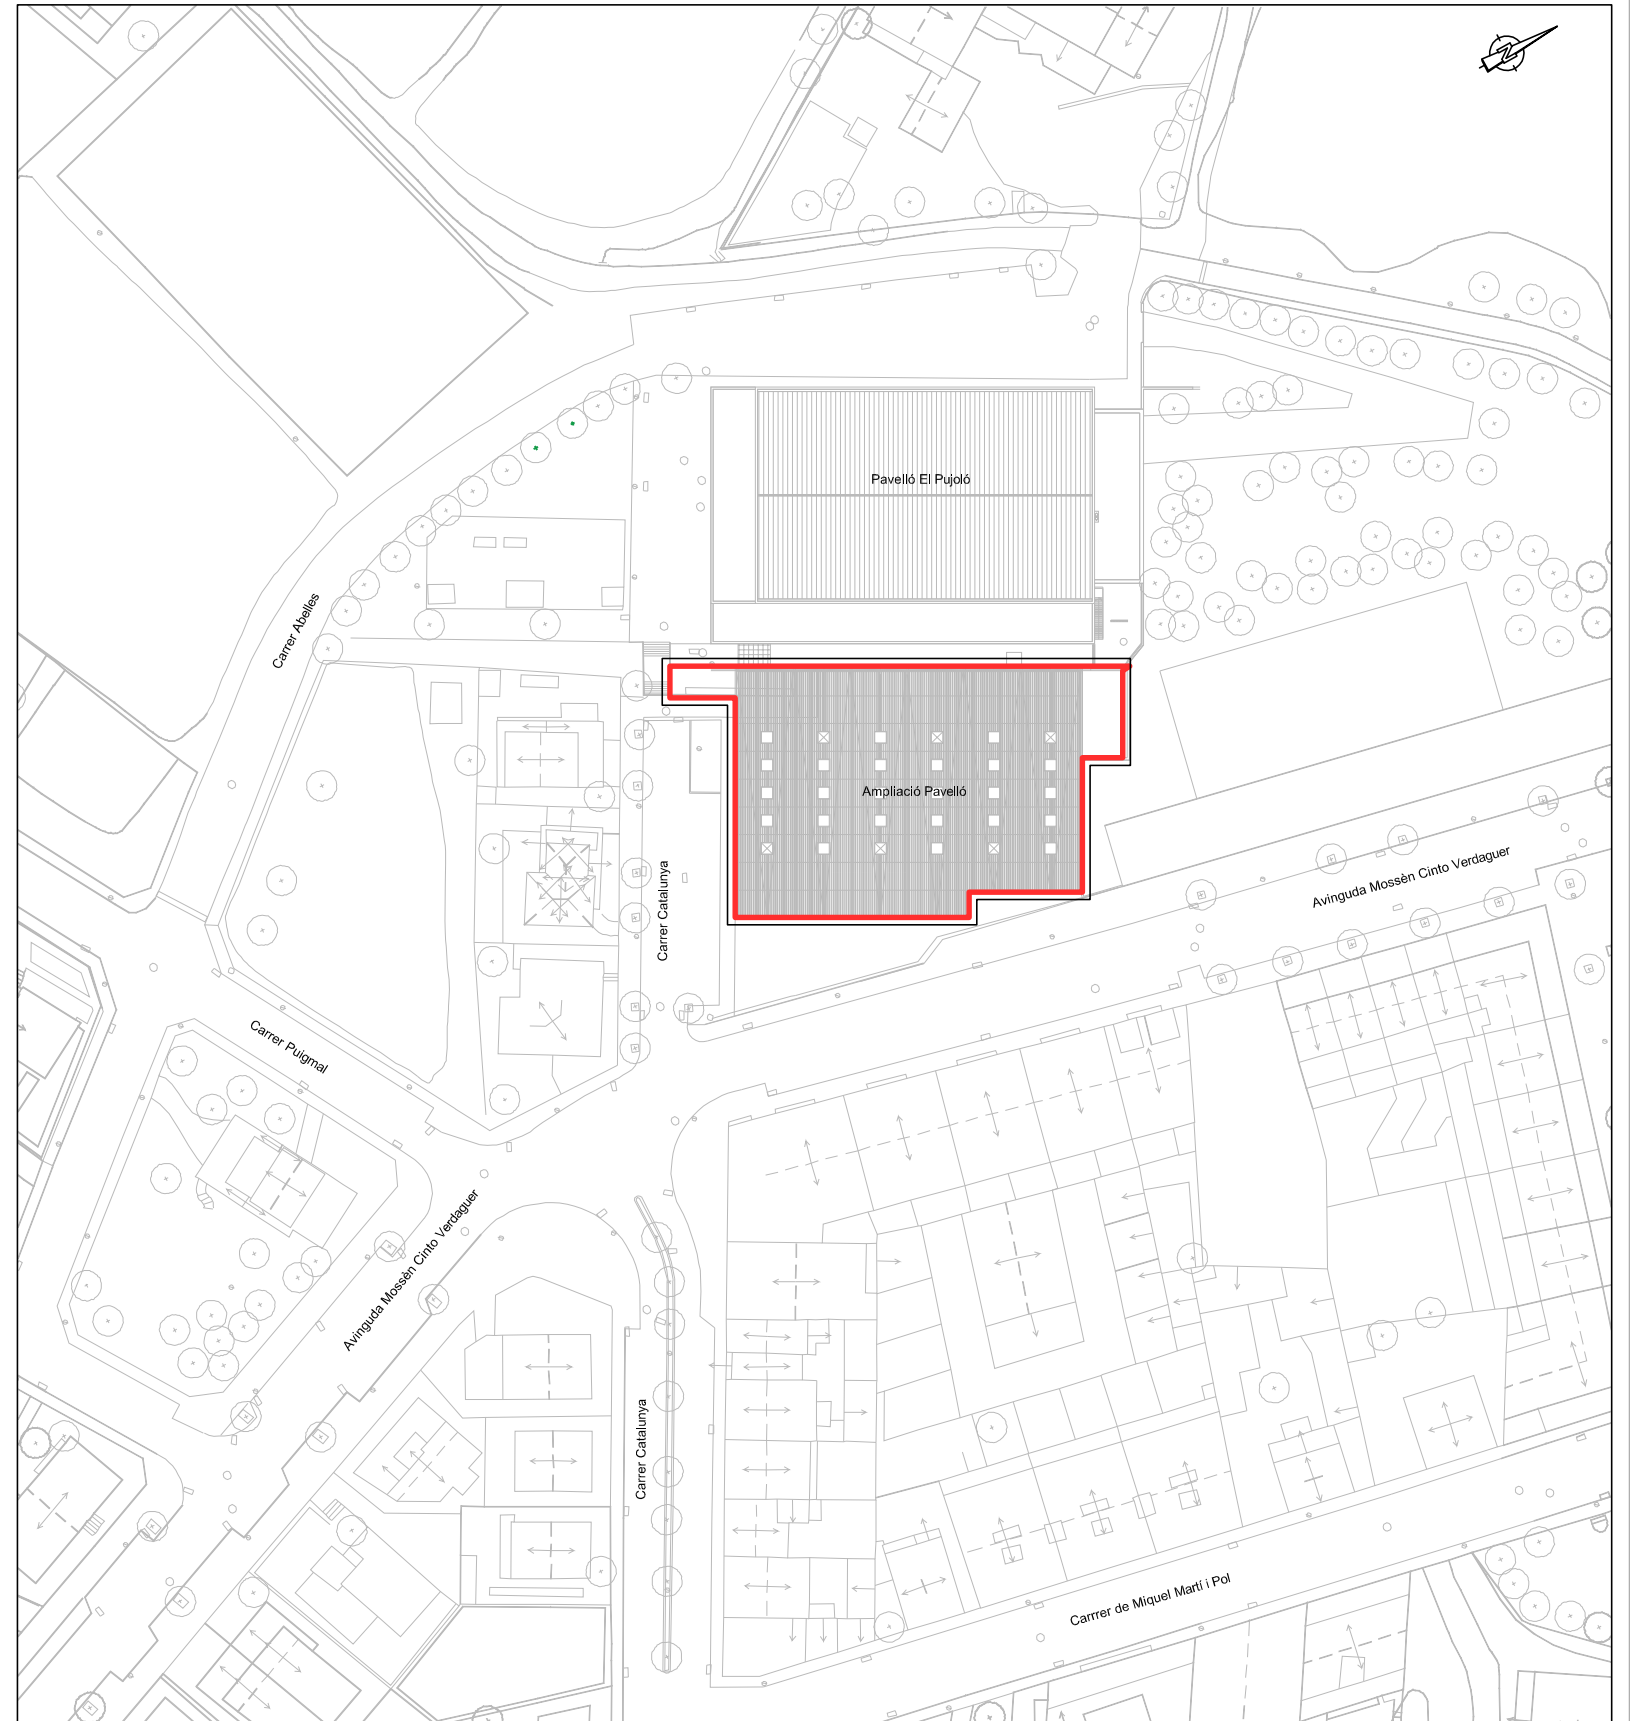 Pavelló El Pujoló
Carrer Abelles
Ampliació Pavelló
Avinguda Mossèn Cinto Verdaguer
Carrer Catalunya
Carrer Puigmal
Avinguda Mossèn Cinto Verdaguer
Carrer Catalunya
Carrrer de Miquel Martí i Pol